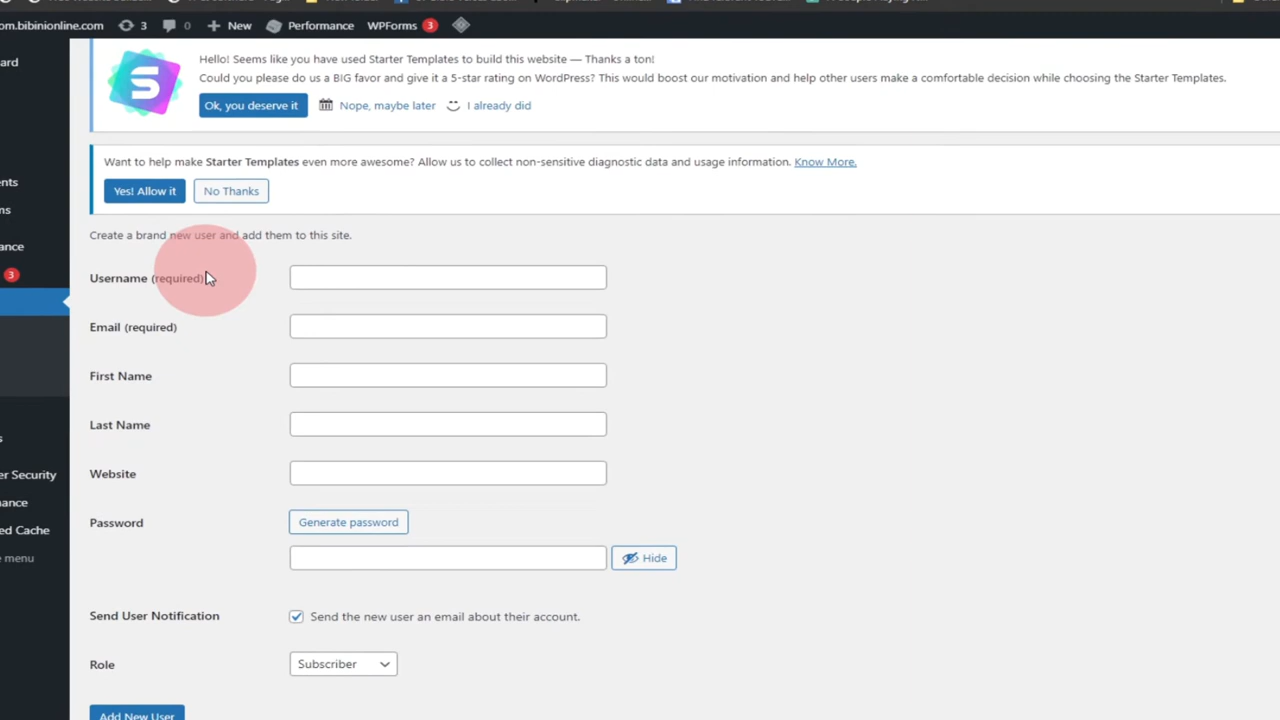 om.bibinionline.com 3 0 New Performance WPForms 3
Hello! Seems like you have used Starter Templates to build this website — Thanks a ton!
Could you please do us a BIG favor and give it a 5-star rating on WordPress? This would boost our motivation and help other users make a comfortable decision while choosing the Starter Templates.
Ok, you deserve it Nope, maybe later I already did
Want to help make Starter Templates even more awesome? Allow us to collect non-sensitive diagnostic data and usage information. Know More.
Yes! Allow it No Thanks
Create a brand new user and add them to this site.
Username (required)
Email (required)
First Name
Last Name
Website
Password Generate password
Hide
Send User Notification Send the new user an email about their account.
Role Subscriber
Add New User
ard
ents
ms
ance
3
s
er Security
nance
ed Cache
e menu